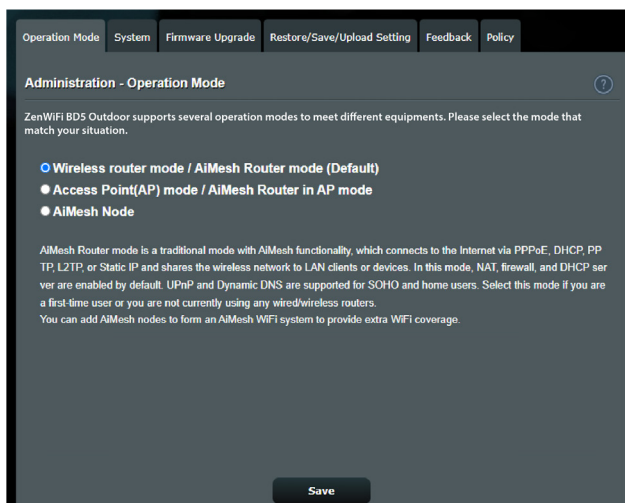 Operation Mode System Firmware Upgrade Restore/Save/Upload Setting Feedback Policy
Administration - Operation Mode ?
ZenWiFi BD5 Outdoor supports several operation modes to meet different equipments. Please select the mode that
match your situation.
Wireless router mode / AiMesh Router mode (Default)
Access Point(AP) mode / AiMesh Router in AP mode
AiMesh Node
AiMesh Router mode is a traditional mode with AiMesh functionality, which connects to the Internet via PPPoE, DHCP, PP
TP, L2TP, or Static IP and shares the wireless network to LAN clients or devices. In this mode, NAT, firewall, and DHCP ser
ver are enabled by default. UPnP and Dynamic DNS are supported for SOHO and home users. Select this mode if you are
a first-time user or you are not currently using any wired/wireless routers.
You can add AiMesh nodes to form an AiMesh WiFi system to provide extra WiFi coverage.
Save